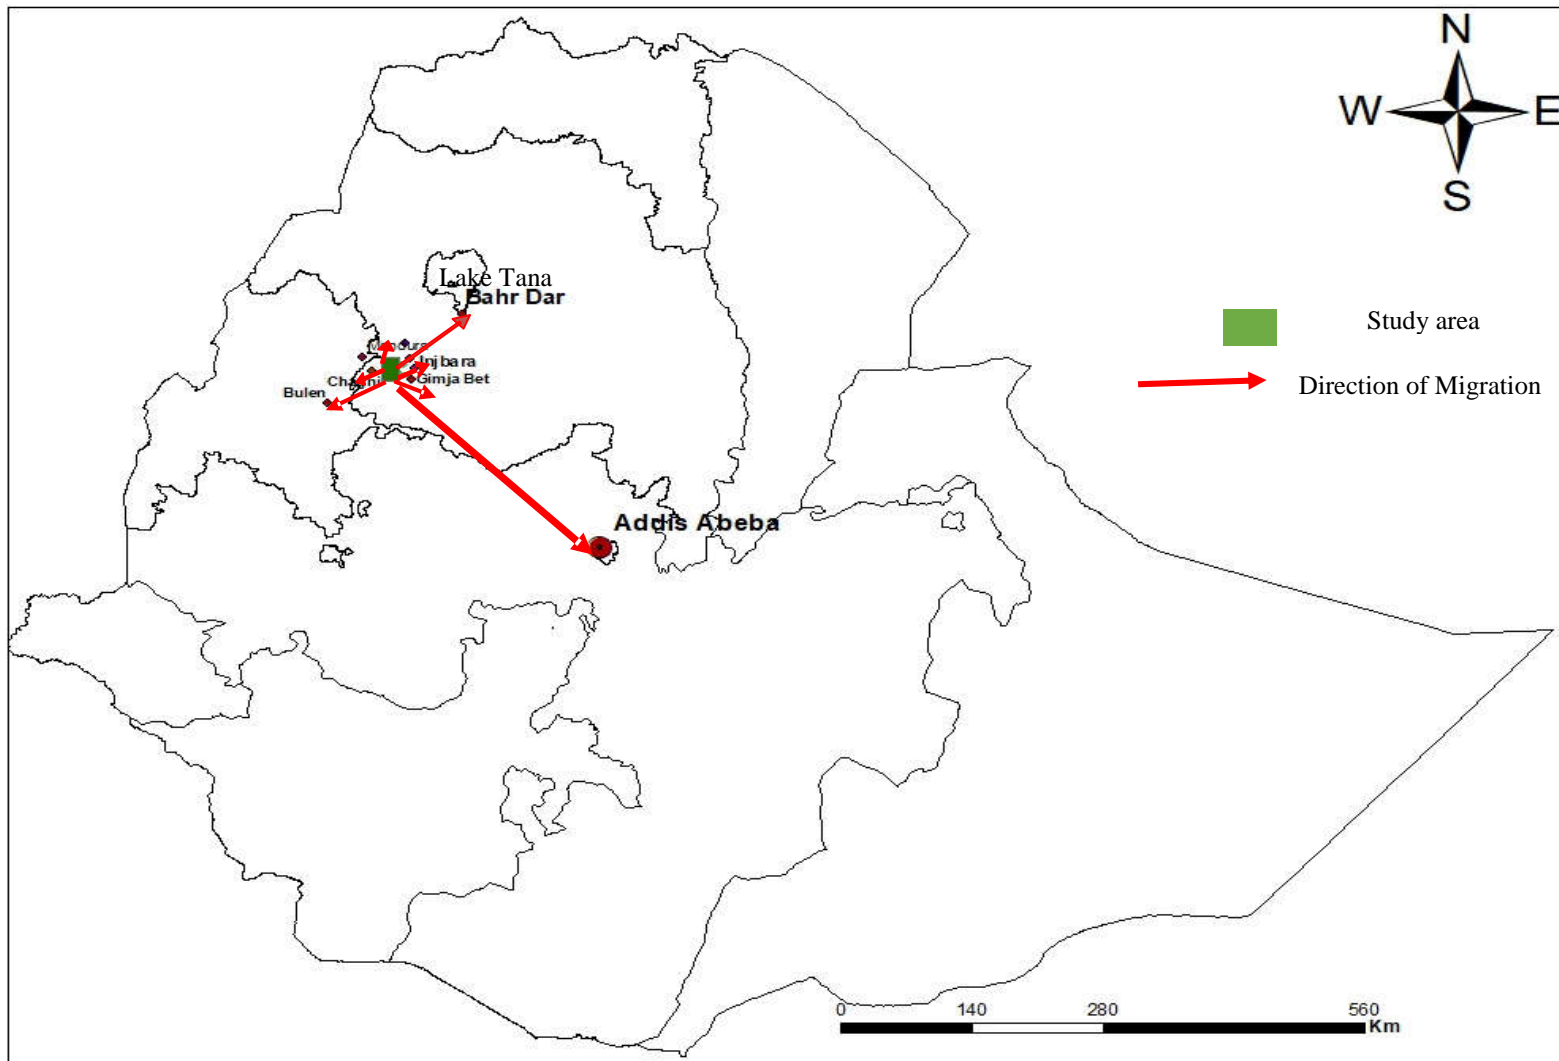 N
W E
S
Lake Tana
Bahr Dar
Study area
Injbara
Gimja Bet
Direction of Migration
Bulen
Addis Abeba
0 140 280 560
Km